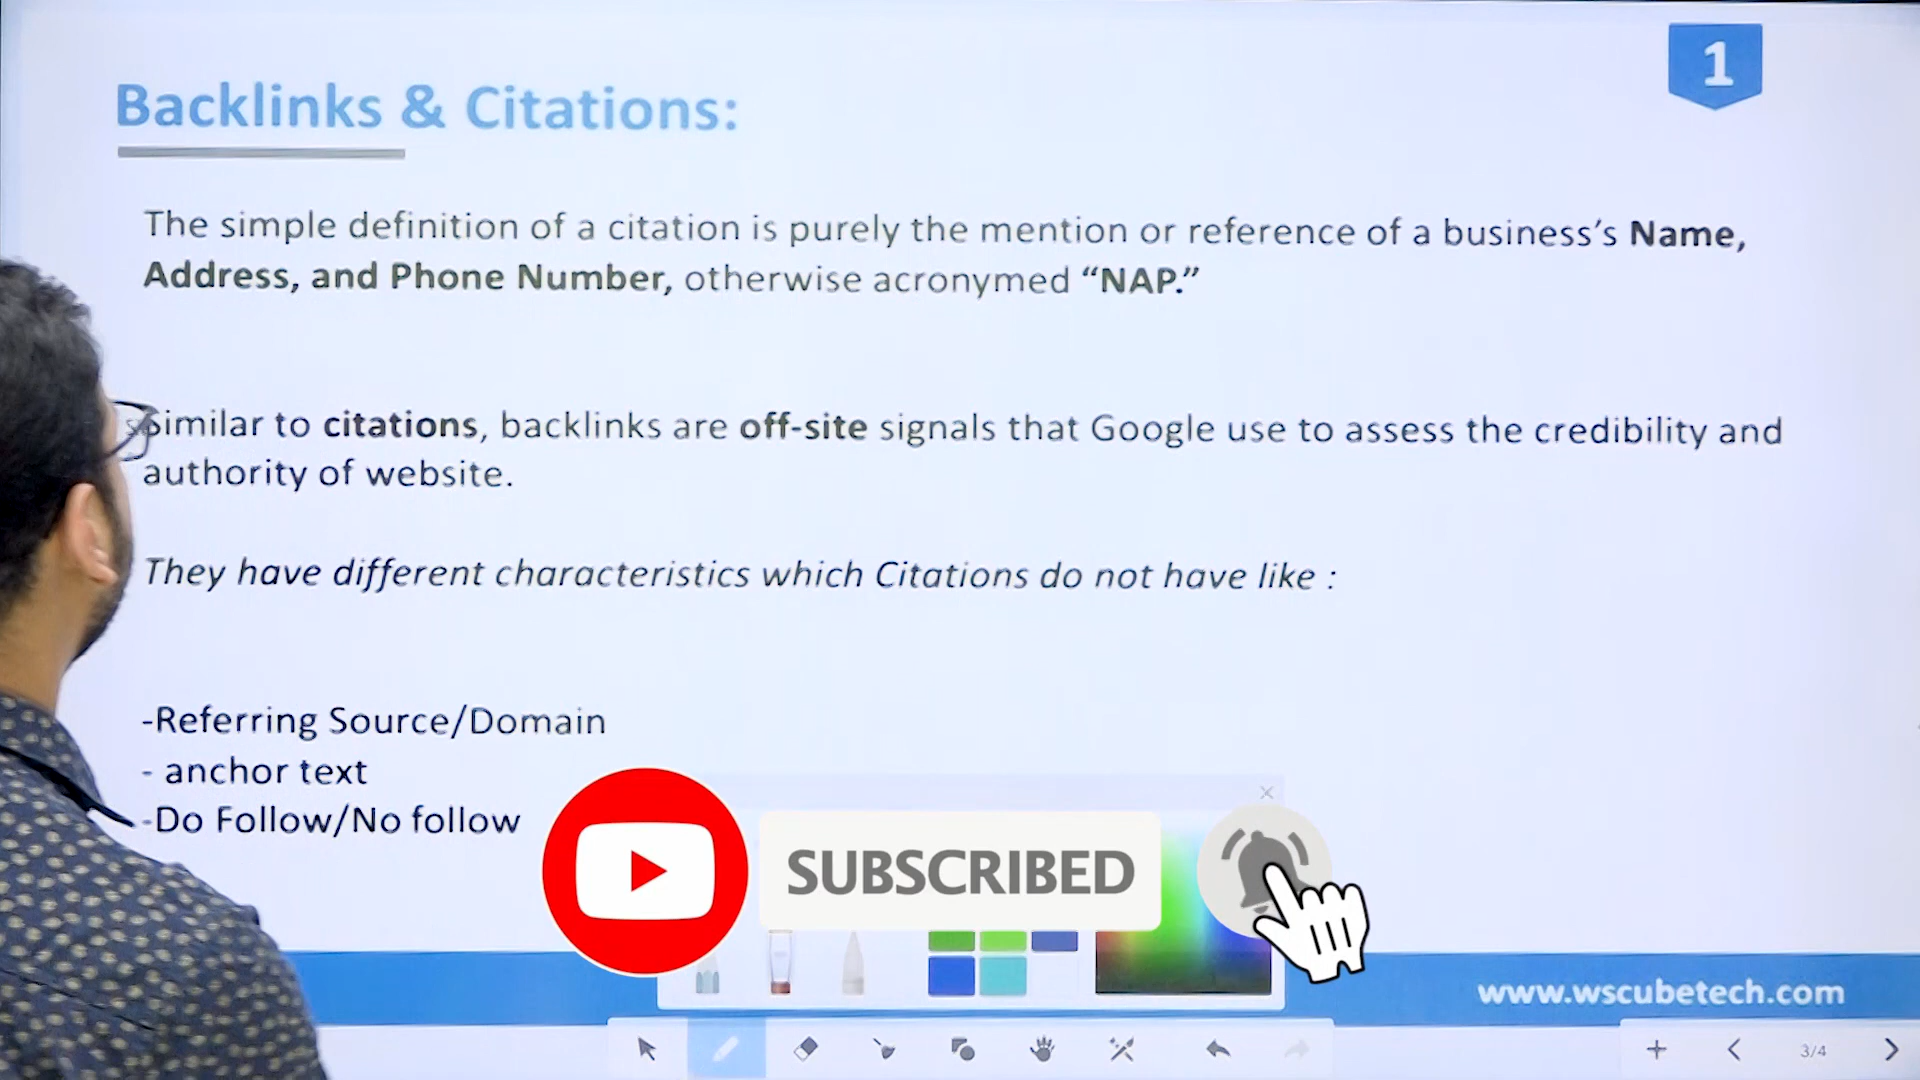 1
Backlinks & Citations:
The simple definition of a citation is purely the mention or reference of a business’s Name,
Address, and Phone Number, otherwise acronymed “NAP.”
Similar to citations, backlinks are off-site signals that Google use to assess the credibility and
authority of website.
They have different characteristics which Citations do not have like :
-Referring Source/Domain
- anchor text
-Do Follow/No follow
SUBSCRIBED
www.wscubetech.com
3/4